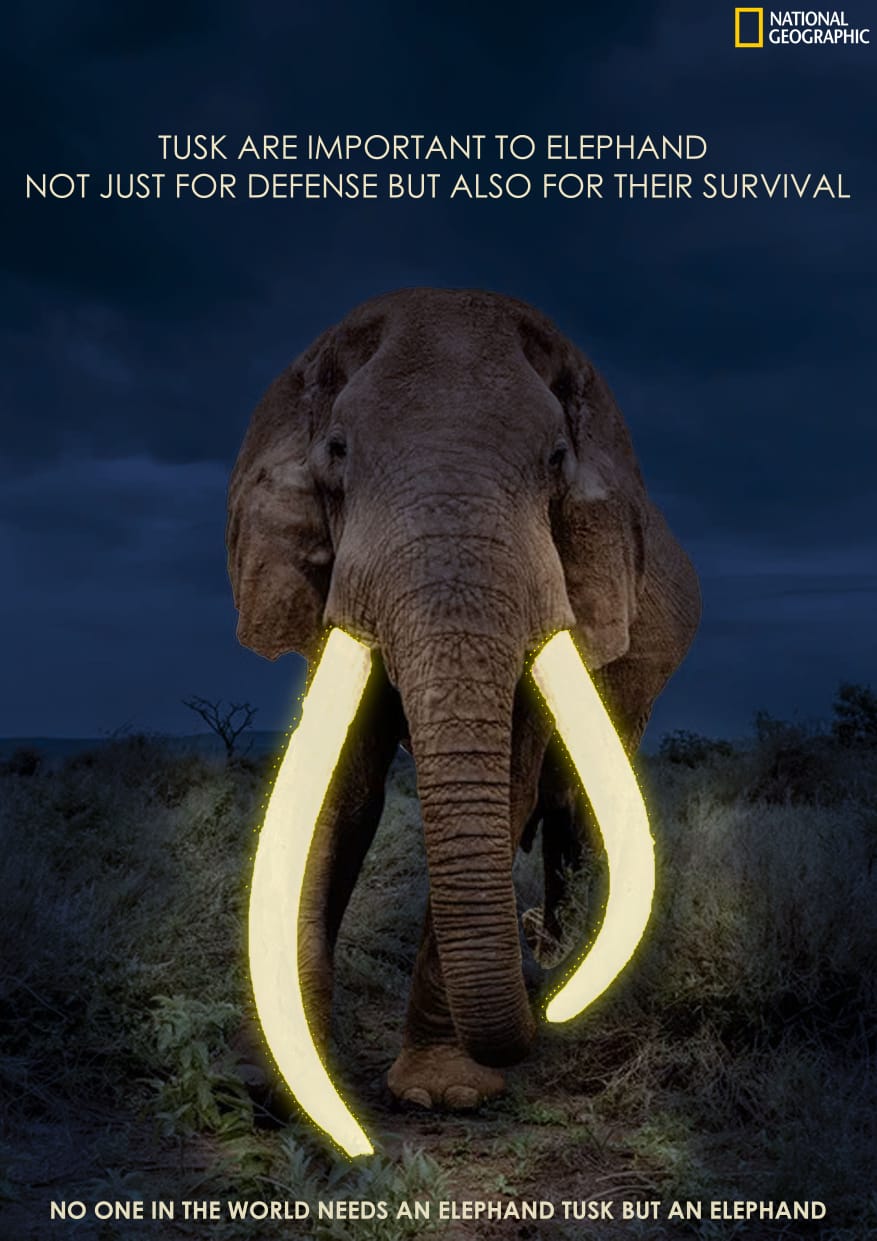 NATIONAL
GEOGRAPHIC
TUSK ARE IMPORTANT TO ELEPHAND
NOT JUST FOR DEFENSE BUT ALSO FOR THEIR SURVIVAL
NO ONE IN THE WORLD NEEDS AN ELEPHAND TUSK BUT AN ELEPHAND